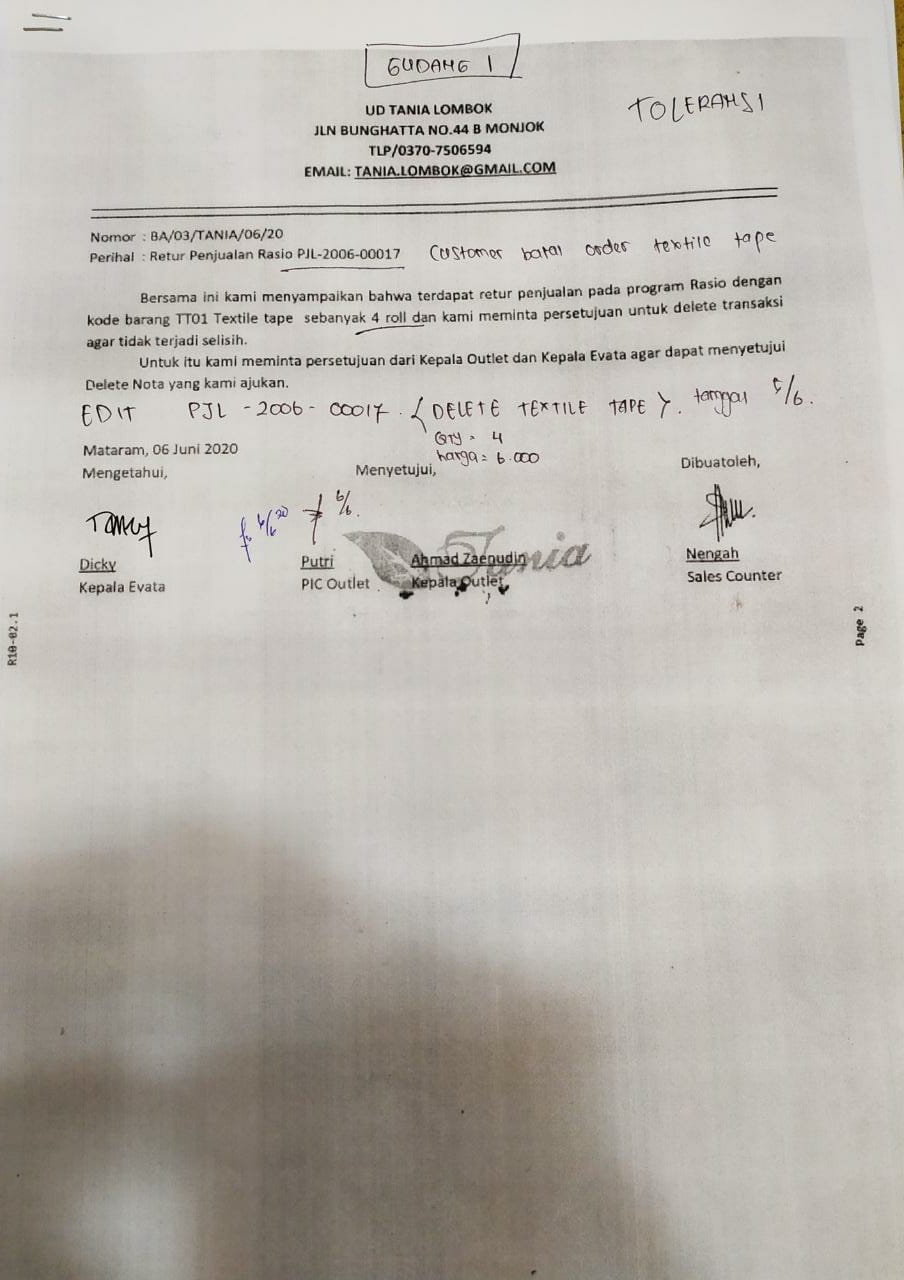 GUDANG 1
TOLERANSI
UD TANIA LOMBOK
JLN BUNGHATTA NO.44 B MONJOK
TLP/0370-7506594
EMAIL: TANIA.LOMBOK@GMAIL.COM
Nomor : BA/03/TANIA/06/20
Perihal : Retur Penjualan Rasio PJL-2006-00017 Customer batal order textile tape
Bersama ini kami menyampaikan bahwa terdapat retur penjualan pada program Rasio dengan
kode barang TT01 Textile tape sebanyak 4 roll dan kami meminta persetujuan untuk delete transaksi
agar tidak terjadi selisih.
Untuk itu kami meminta persetujuan dari Kepala Outlet dan Kepala Evata agar dapat menyetujui
Delete Nota yang kami ajukan.
EDIT PJL - 2006 - 00017. < DELETE TEXTILE TAPE >. tanggal 5/6.
Qty = 4
harga = 6.000
Mataram, 06 Juni 2020
Mengetahui, Menyetujui, Dibuatoleh,
6/6 20 6/6.
Dicky Putri Ahmad Zaenudin Nengah
Kepala Evata PIC Outlet Kepala Outlet Sales Counter
Tania
R10-02.1
Page 2